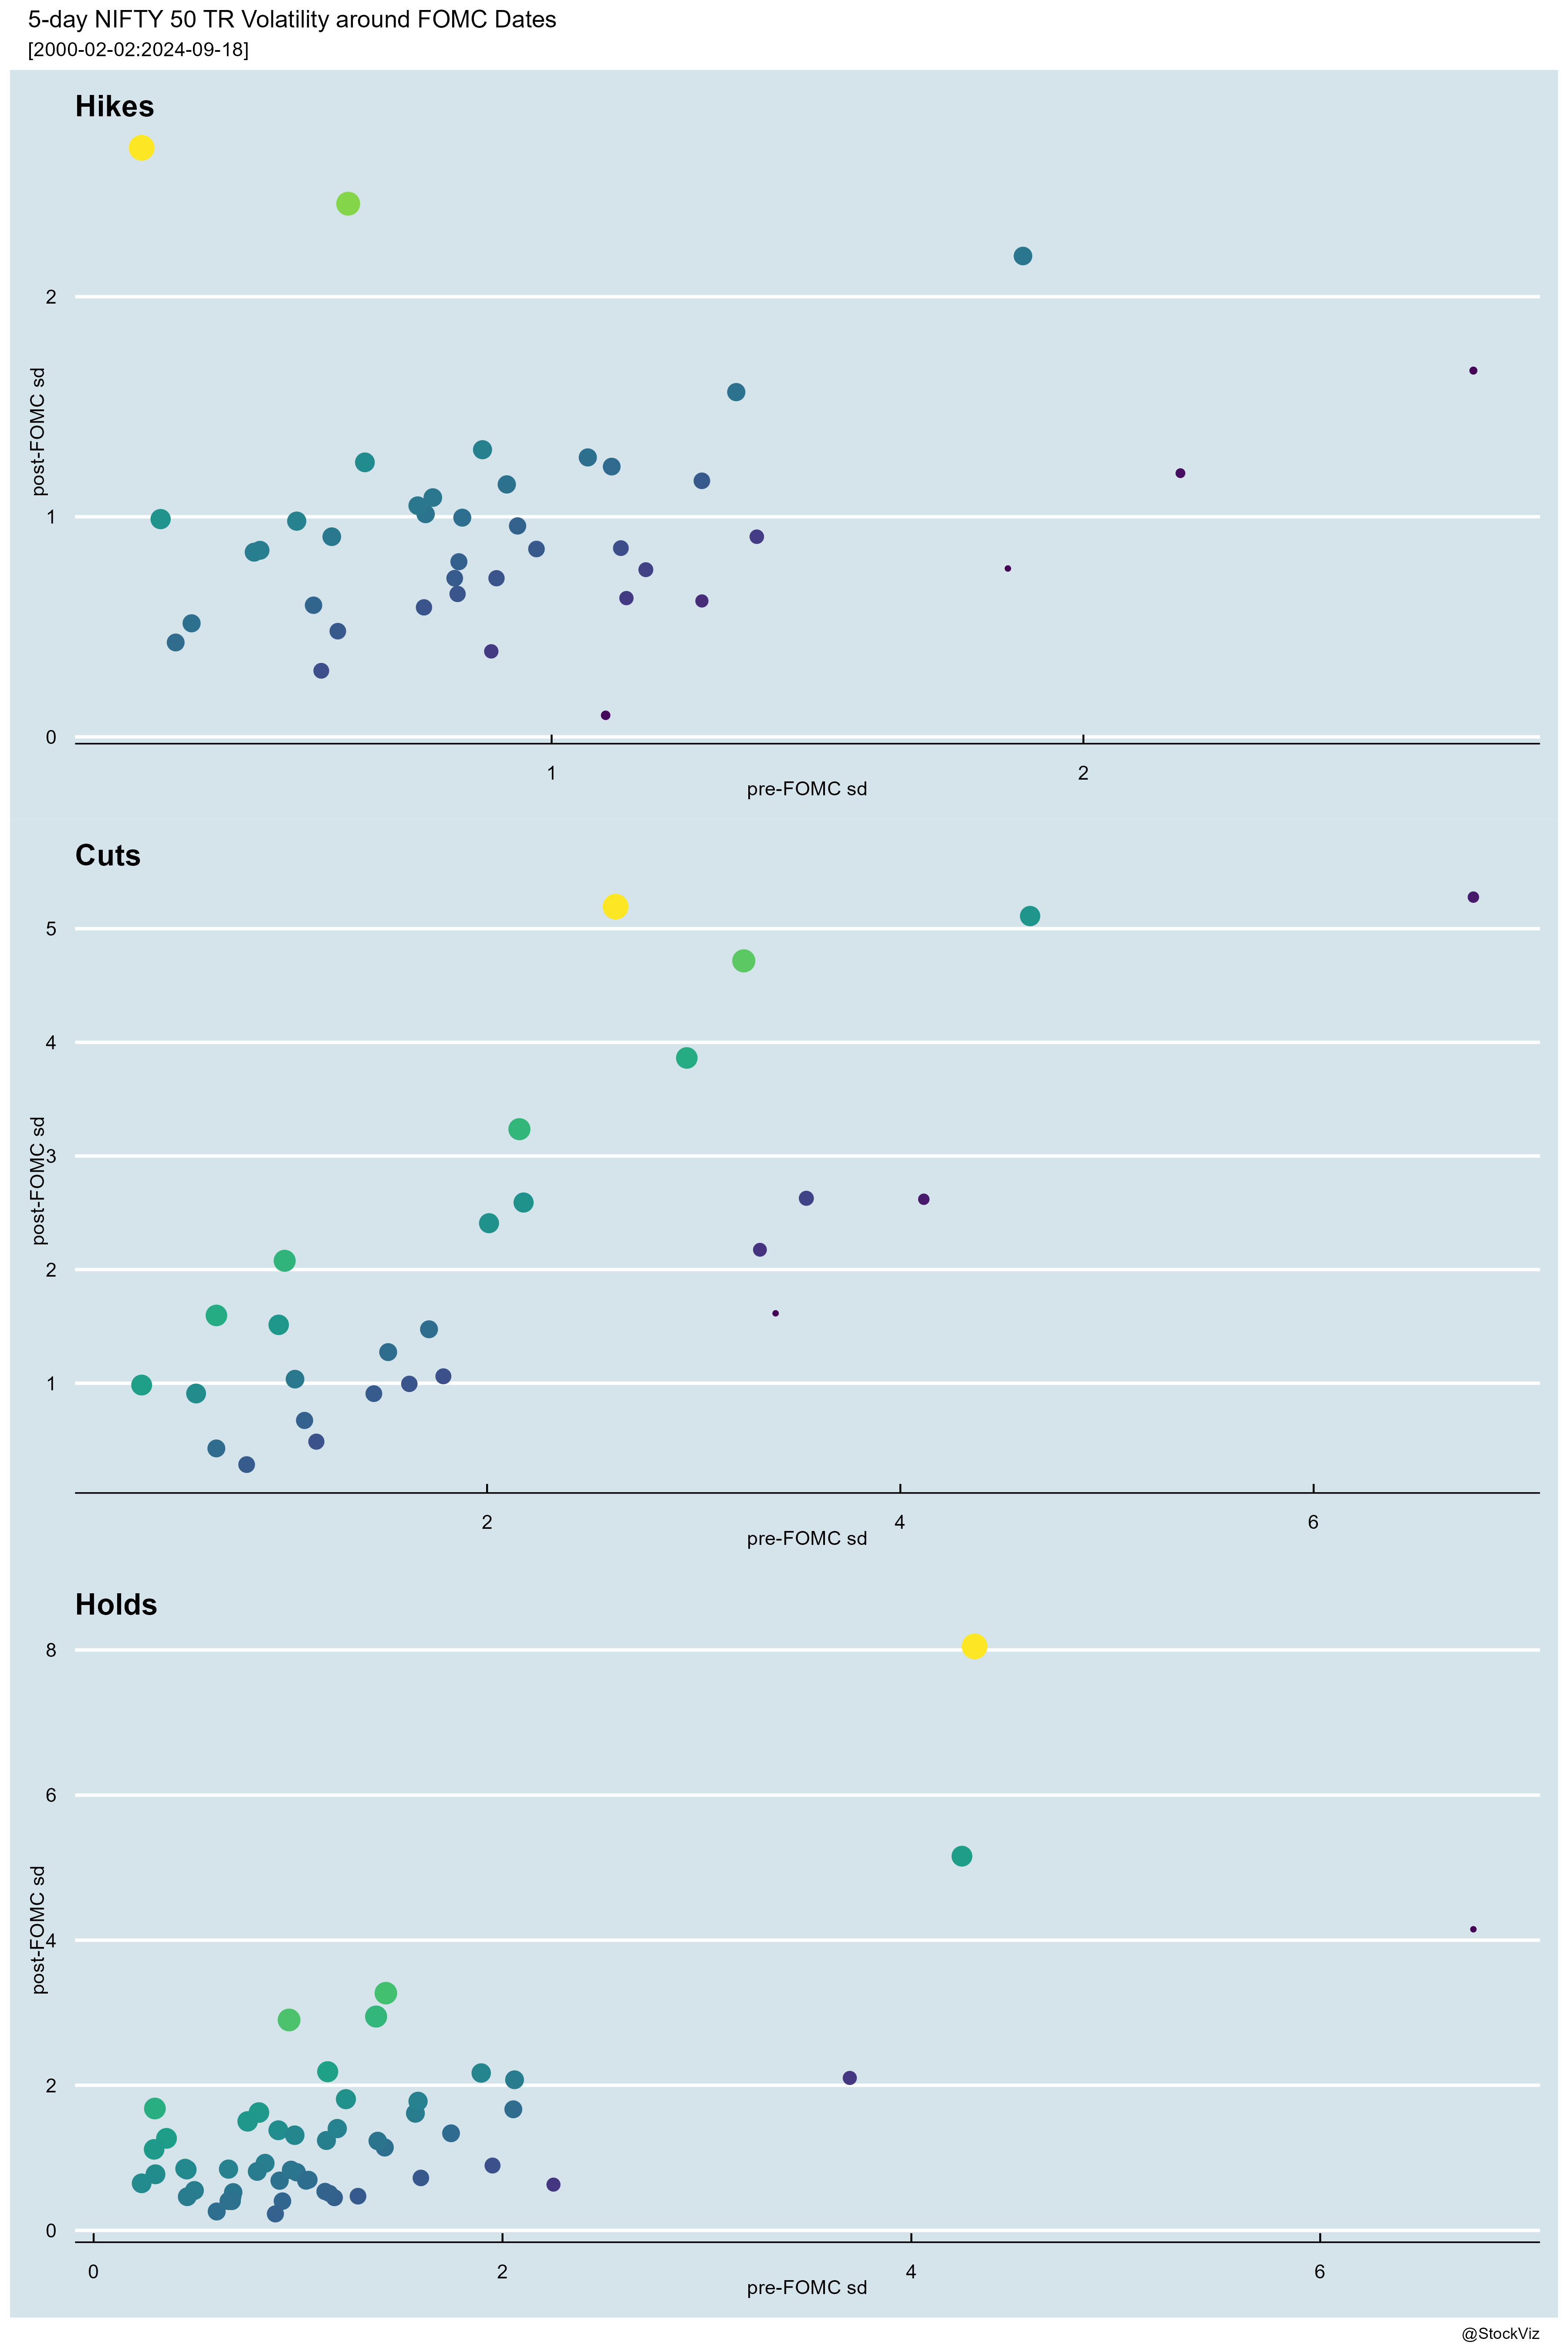 5-day NIFTY 50 TR Volatility around FOMC Dates
[2000-02-02:2024-09-18]
Hikes
2
1
0
post-FOMC sd
1
2
pre-FOMC sd
Cuts
5
4
3
2
1
post-FOMC sd
2
4
6
pre-FOMC sd
Holds
8
6
4
2
0
post-FOMC sd
0
2
4
6
pre-FOMC sd
@StockViz